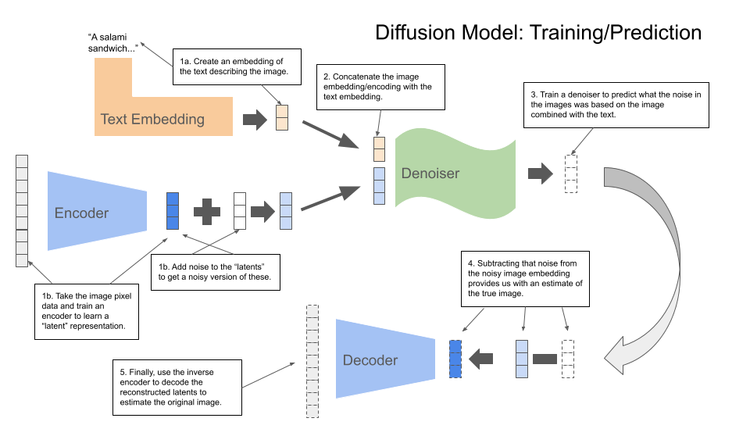 Diffusion Model: Training/Prediction
“A salami
sandwich...”
1a. Create an embedding of
the text describing the image.
2. Concatenate the image
embedding/encoding with the
text embedding.
3. Train a denoiser to predict what the noise in
the images was based on the image
combined with the text.
Text Embedding
Denoiser
Encoder
1b. Add noise to the “latents”
to get a noisy version of these.
1b. Take the image pixel
data and train an
encoder to learn a
“latent” representation.
4. Subtracting that noise from
the noisy image embedding
provides us with an estimate of
the true image.
Decoder
5. Finally, use the inverse
encoder to decode the
reconstructed latents to
estimate the original image.